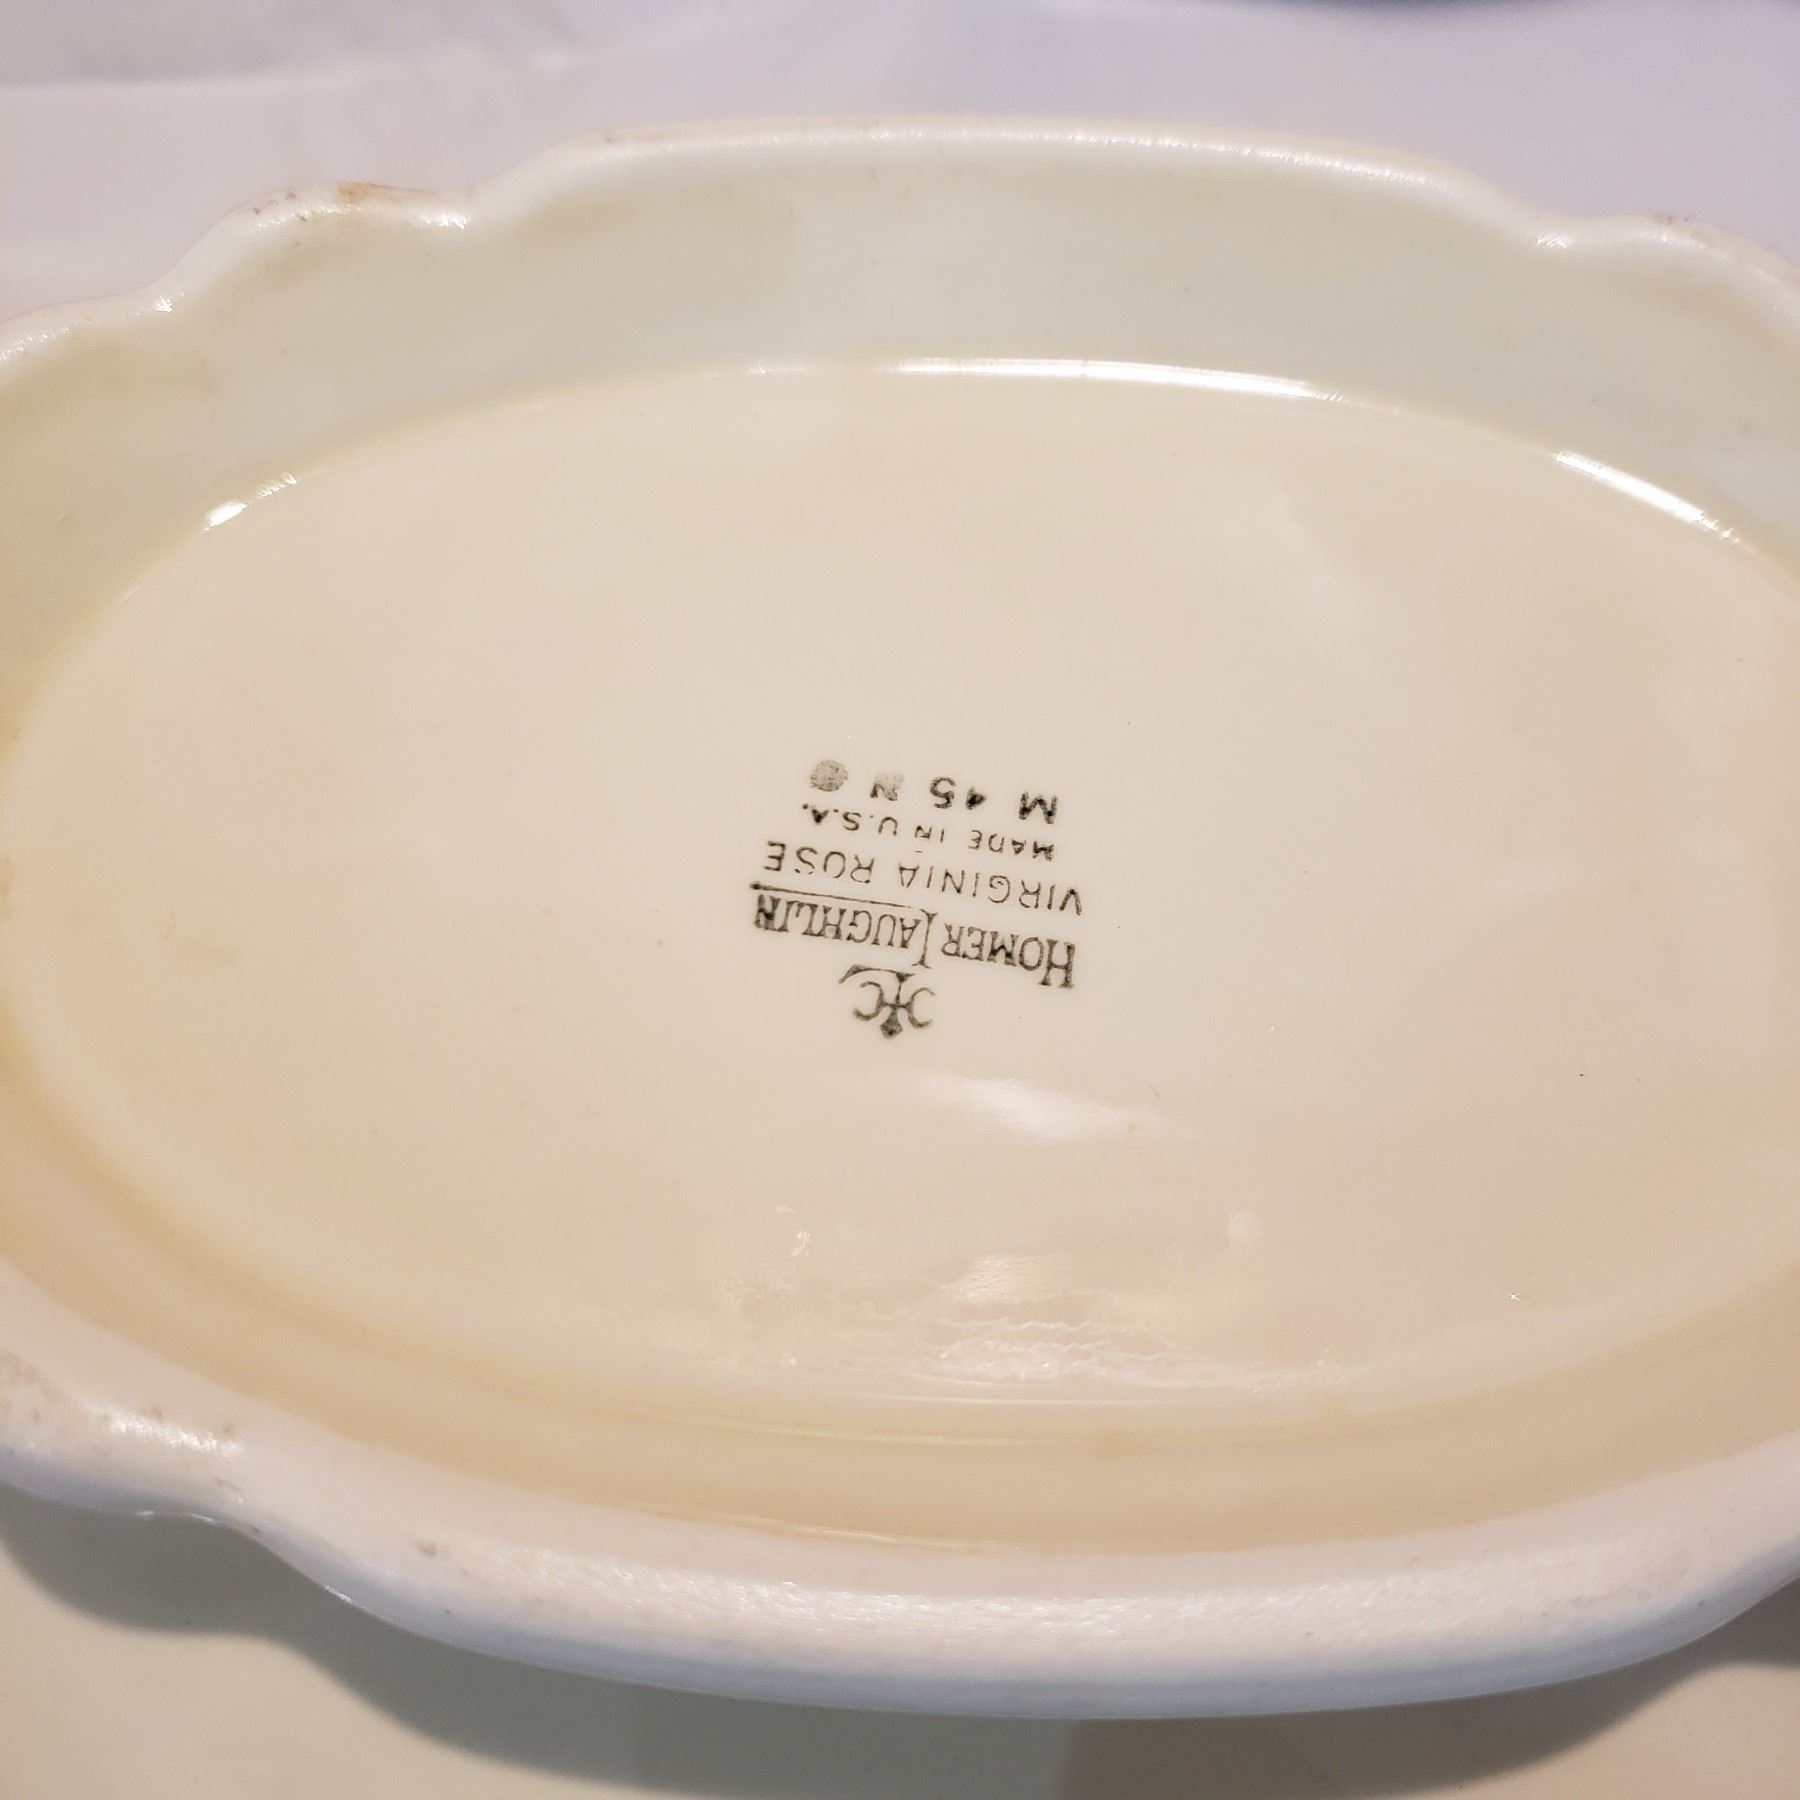 HOMER LAUGHLIN
VIRGINIA ROSE
MADE IN U.S.A.
M 45 N